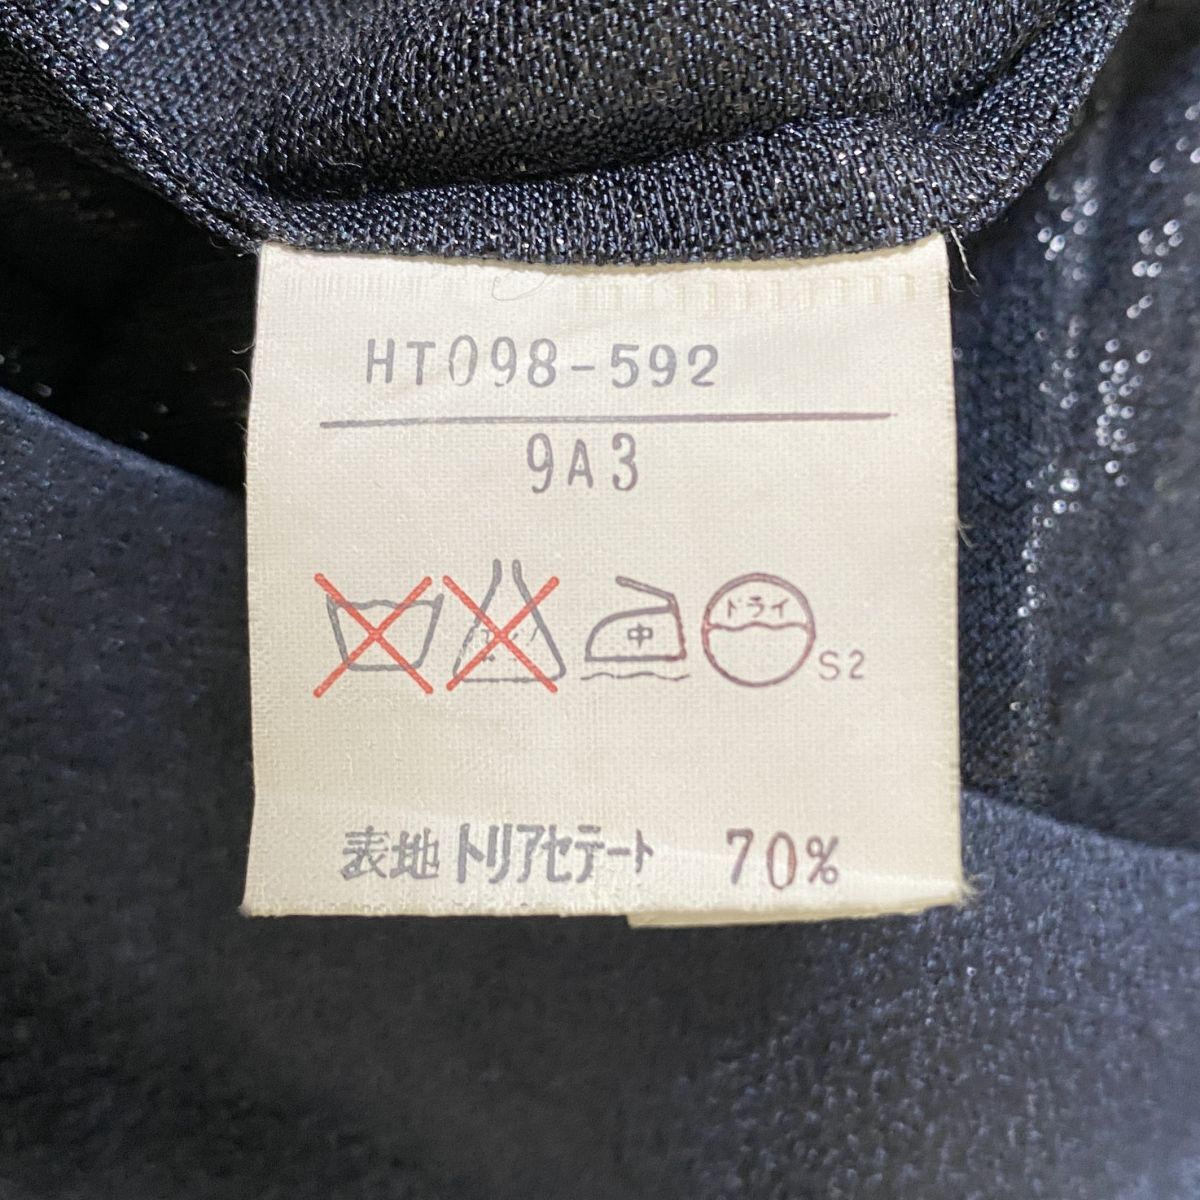 HT098-592
9A3
中
ドライ
S2
表地 トリアセテート 70%